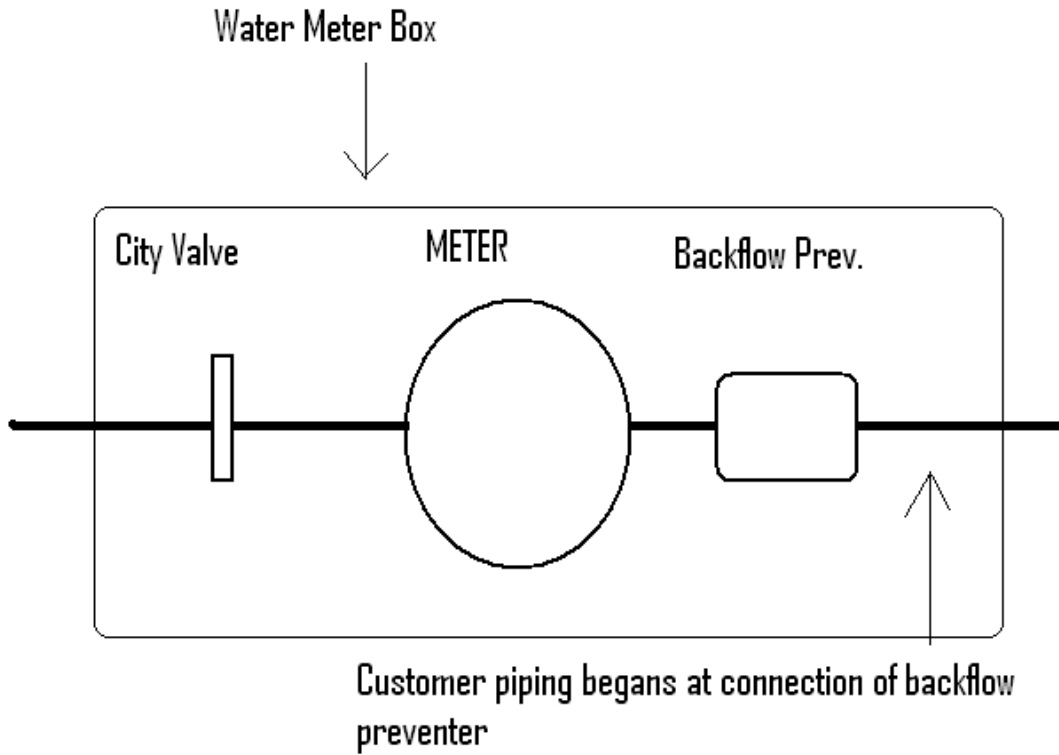 Water Meter Box
City Valve
METER
Backflow Prev.
Customer piping begans at connection of backflow
preventer